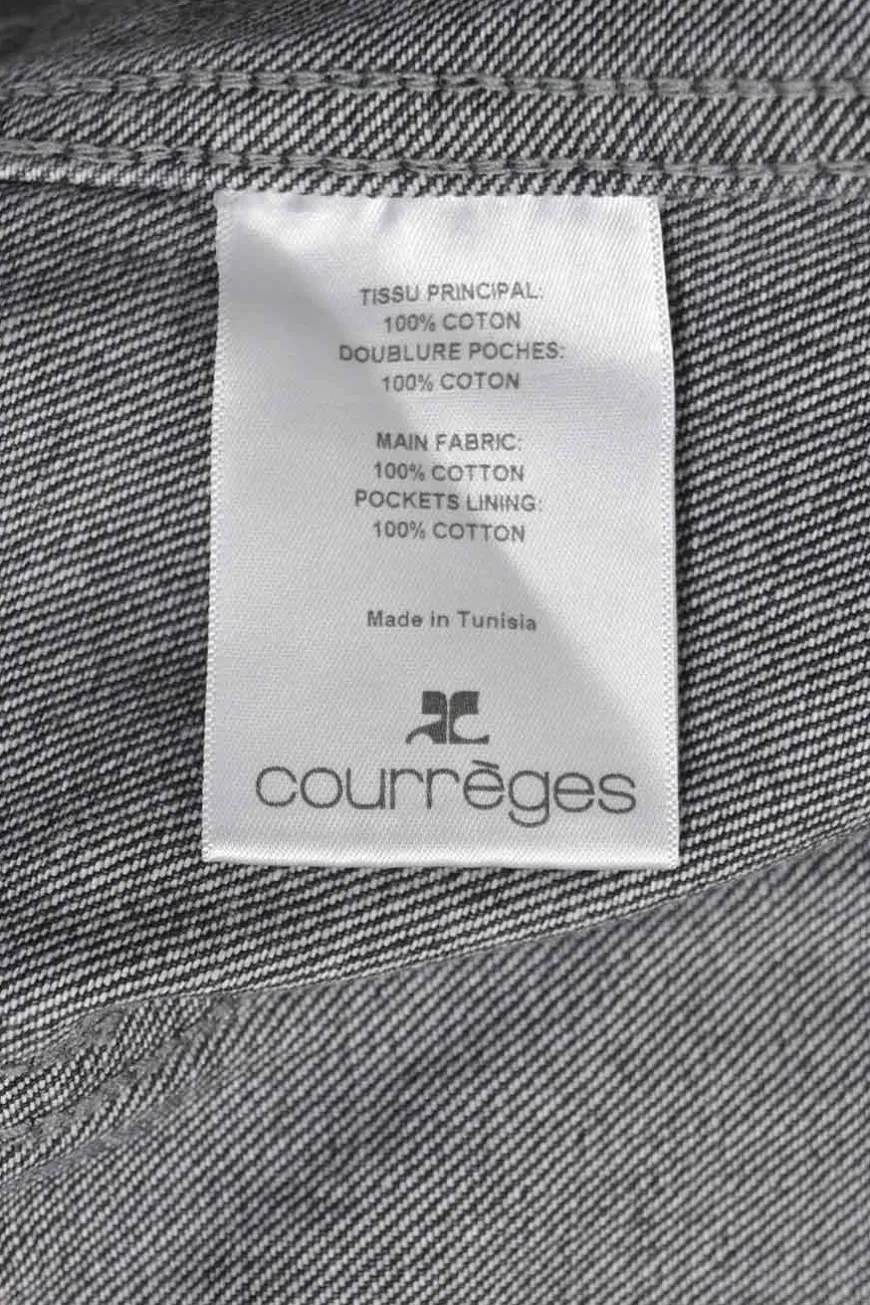 TISSU PRINCIPAL:
100% COTON
DOUBLURE POCHES:
100% COTON
MAIN FABRIC:
100% COTTON
POCKETS LINING:
100% COTTON
Made in Tunisia
ac
courrèges